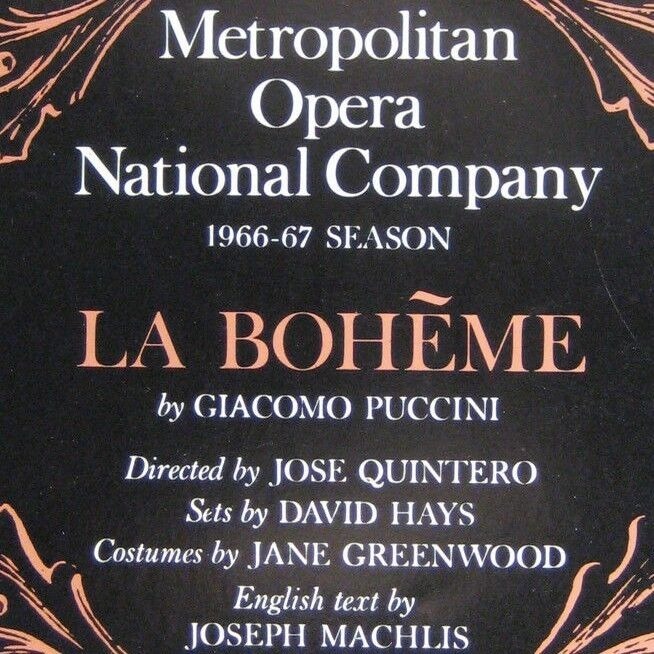 Metropolitan
Opera
National Company
1966-67 SEASON
LA BOHẼME
by GIACOMO PUCCINI
Directed by JOSE QUINTERO
Sets by DAVID HAYS
Costumes by JANE GREENWOOD
English text by
JOSEPH MACHLIS